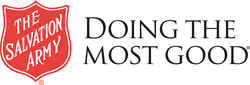 THE
SALVATION
ARMY
DOING THE
MOST GOOD®